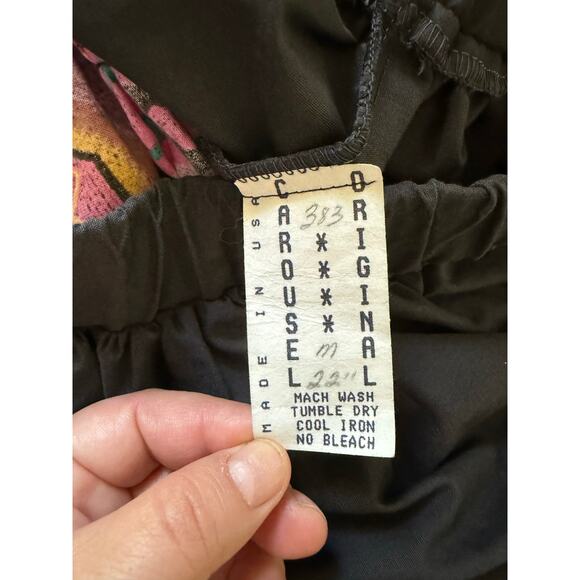 MADE IN USA
CAROUSEL
383
****
m
22"
ORIGINAL
MACH WASH
TUMBLE DRY
COOL IRON
NO BLEACH